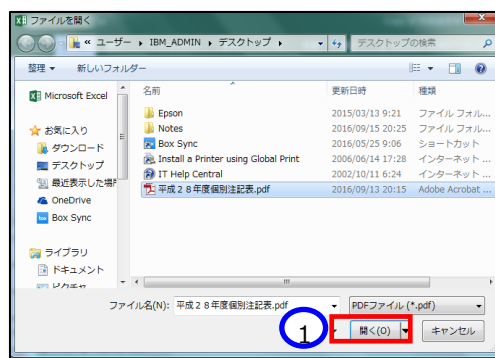 ファイルを開く
« ユーザー ▸ IBM_ADMIN ▸ デスクトップ ▸ デスクトップの検索
整理 ▾ 新しいフォルダー
Microsoft Excel
お気に入り
ダウンロード
デスクトップ
最近表示した場所
OneDrive
Box Sync
ライブラリ
ドキュメント
ピクチャ
名前 更新日時 種類
Epson 2015/03/13 9:21 ファイル フォル...
Notes 2016/09/15 20:25 ファイル フォル...
Box Sync 2016/05/25 9:06 ショートカット
Install a Printer using Global Print 2006/06/14 17:28 インターネット ...
IT Help Central 2002/10/11 6:24 インターネット ...
平成28年度個別注記表.pdf 2016/09/13 20:15 Adobe Acrobat ...
ファイル名(N): 平成28年度個別注記表.pdf PDFファイル (*.pdf)
1 開く(O) キャンセル